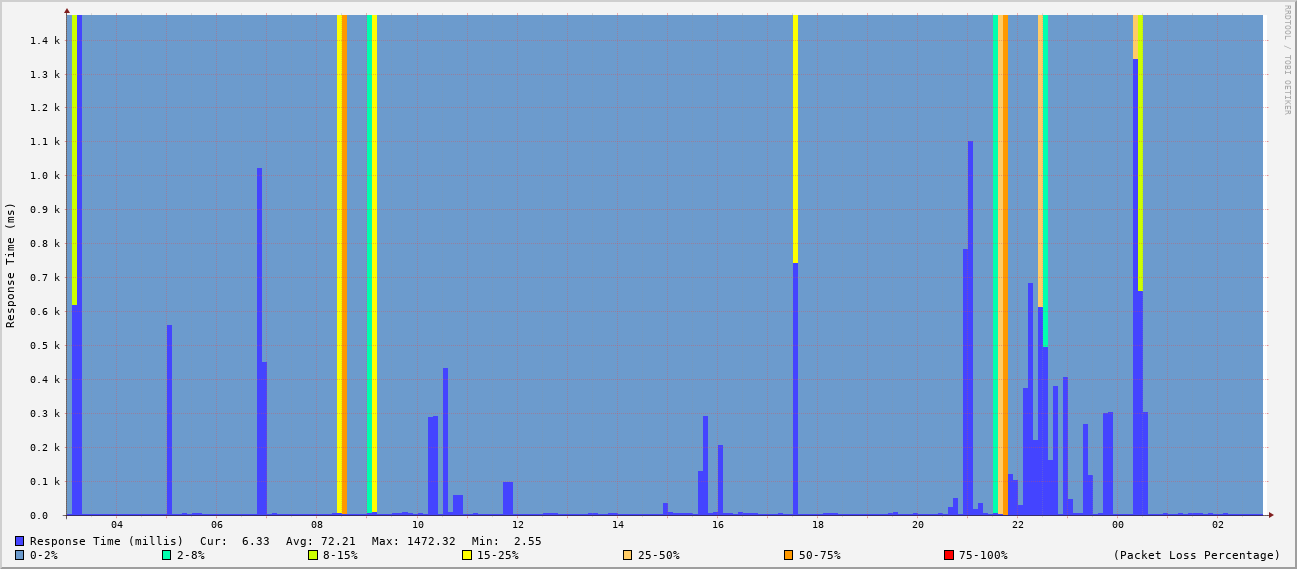 RRDTOOL / TOBI OETIKER
Response Time (ms)
1.4 k
1.3 k
1.2 k
1.1 k
1.0 k
0.9 k
0.8 k
0.7 k
0.6 k
0.5 k
0.4 k
0.3 k
0.2 k
0.1 k
0.0
04 06 08 10 12 14 16 18 20 22 00 02
Response Time (millis) Cur: 6.33 Avg: 72.21 Max: 1472.32 Min: 2.55
0-2% 2-8% 8-15% 15-25% 25-50% 50-75% 75-100% (Packet Loss Percentage)